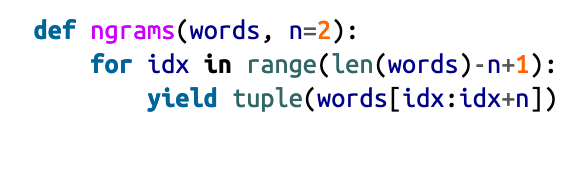 def ngrams(words, n=2):
    for idx in range(len(words)-n+1):
        yield tuple(words[idx:idx+n])